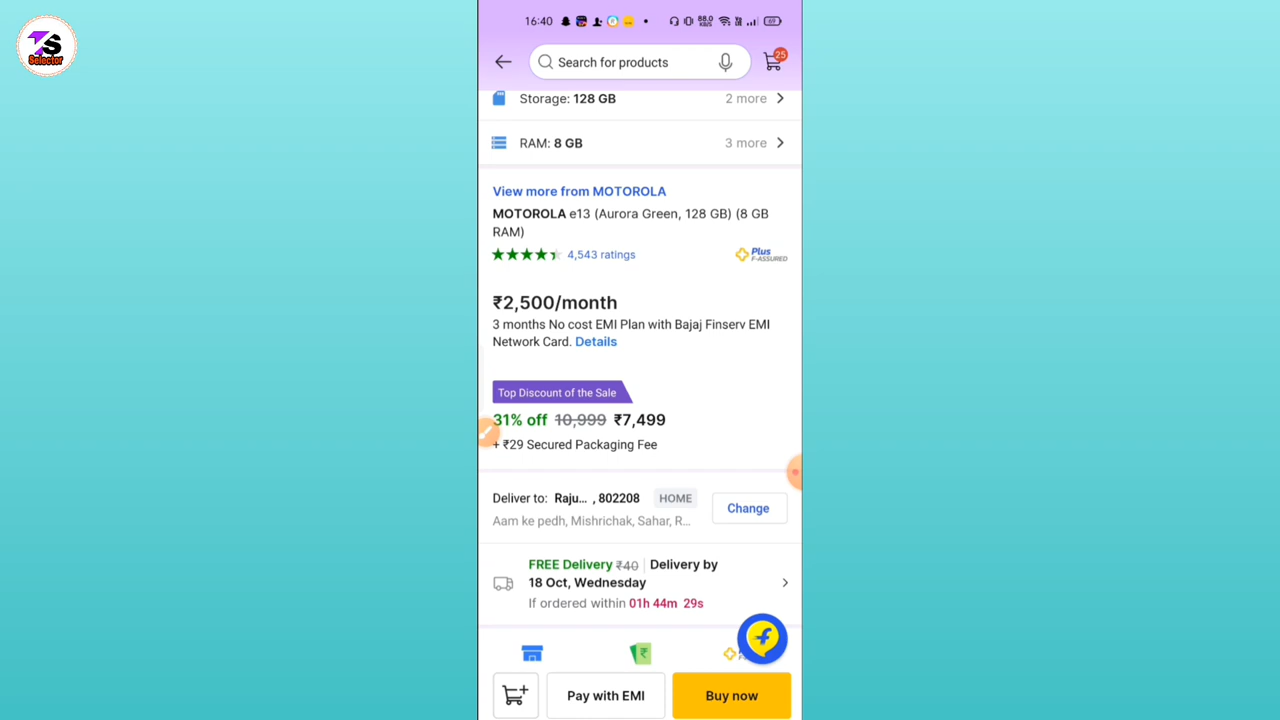 TS
Selector
16:40
88.0
KB/S
25
Search for products
Storage: 128 GB
2 more
RAM: 8 GB
3 more
View more from MOTOROLA
MOTOROLA e13 (Aurora Green, 128 GB) (8 GB
RAM)
4,543 ratings
Plus
F-ASSURED
₹2,500/month
3 months No cost EMI Plan with Bajaj Finserv EMI
Network Card. Details
Top Discount of the Sale
31% off 10,999 ₹7,499
+ ₹29 Secured Packaging Fee
Deliver to: Raju... , 802208 HOME
Change
Aam ke pedh, Mishrichak, Sahar, R...
FREE Delivery ₹40 | Delivery by
18 Oct, Wednesday
If ordered within 01h 44m 29s
Pay with EMI
Buy now